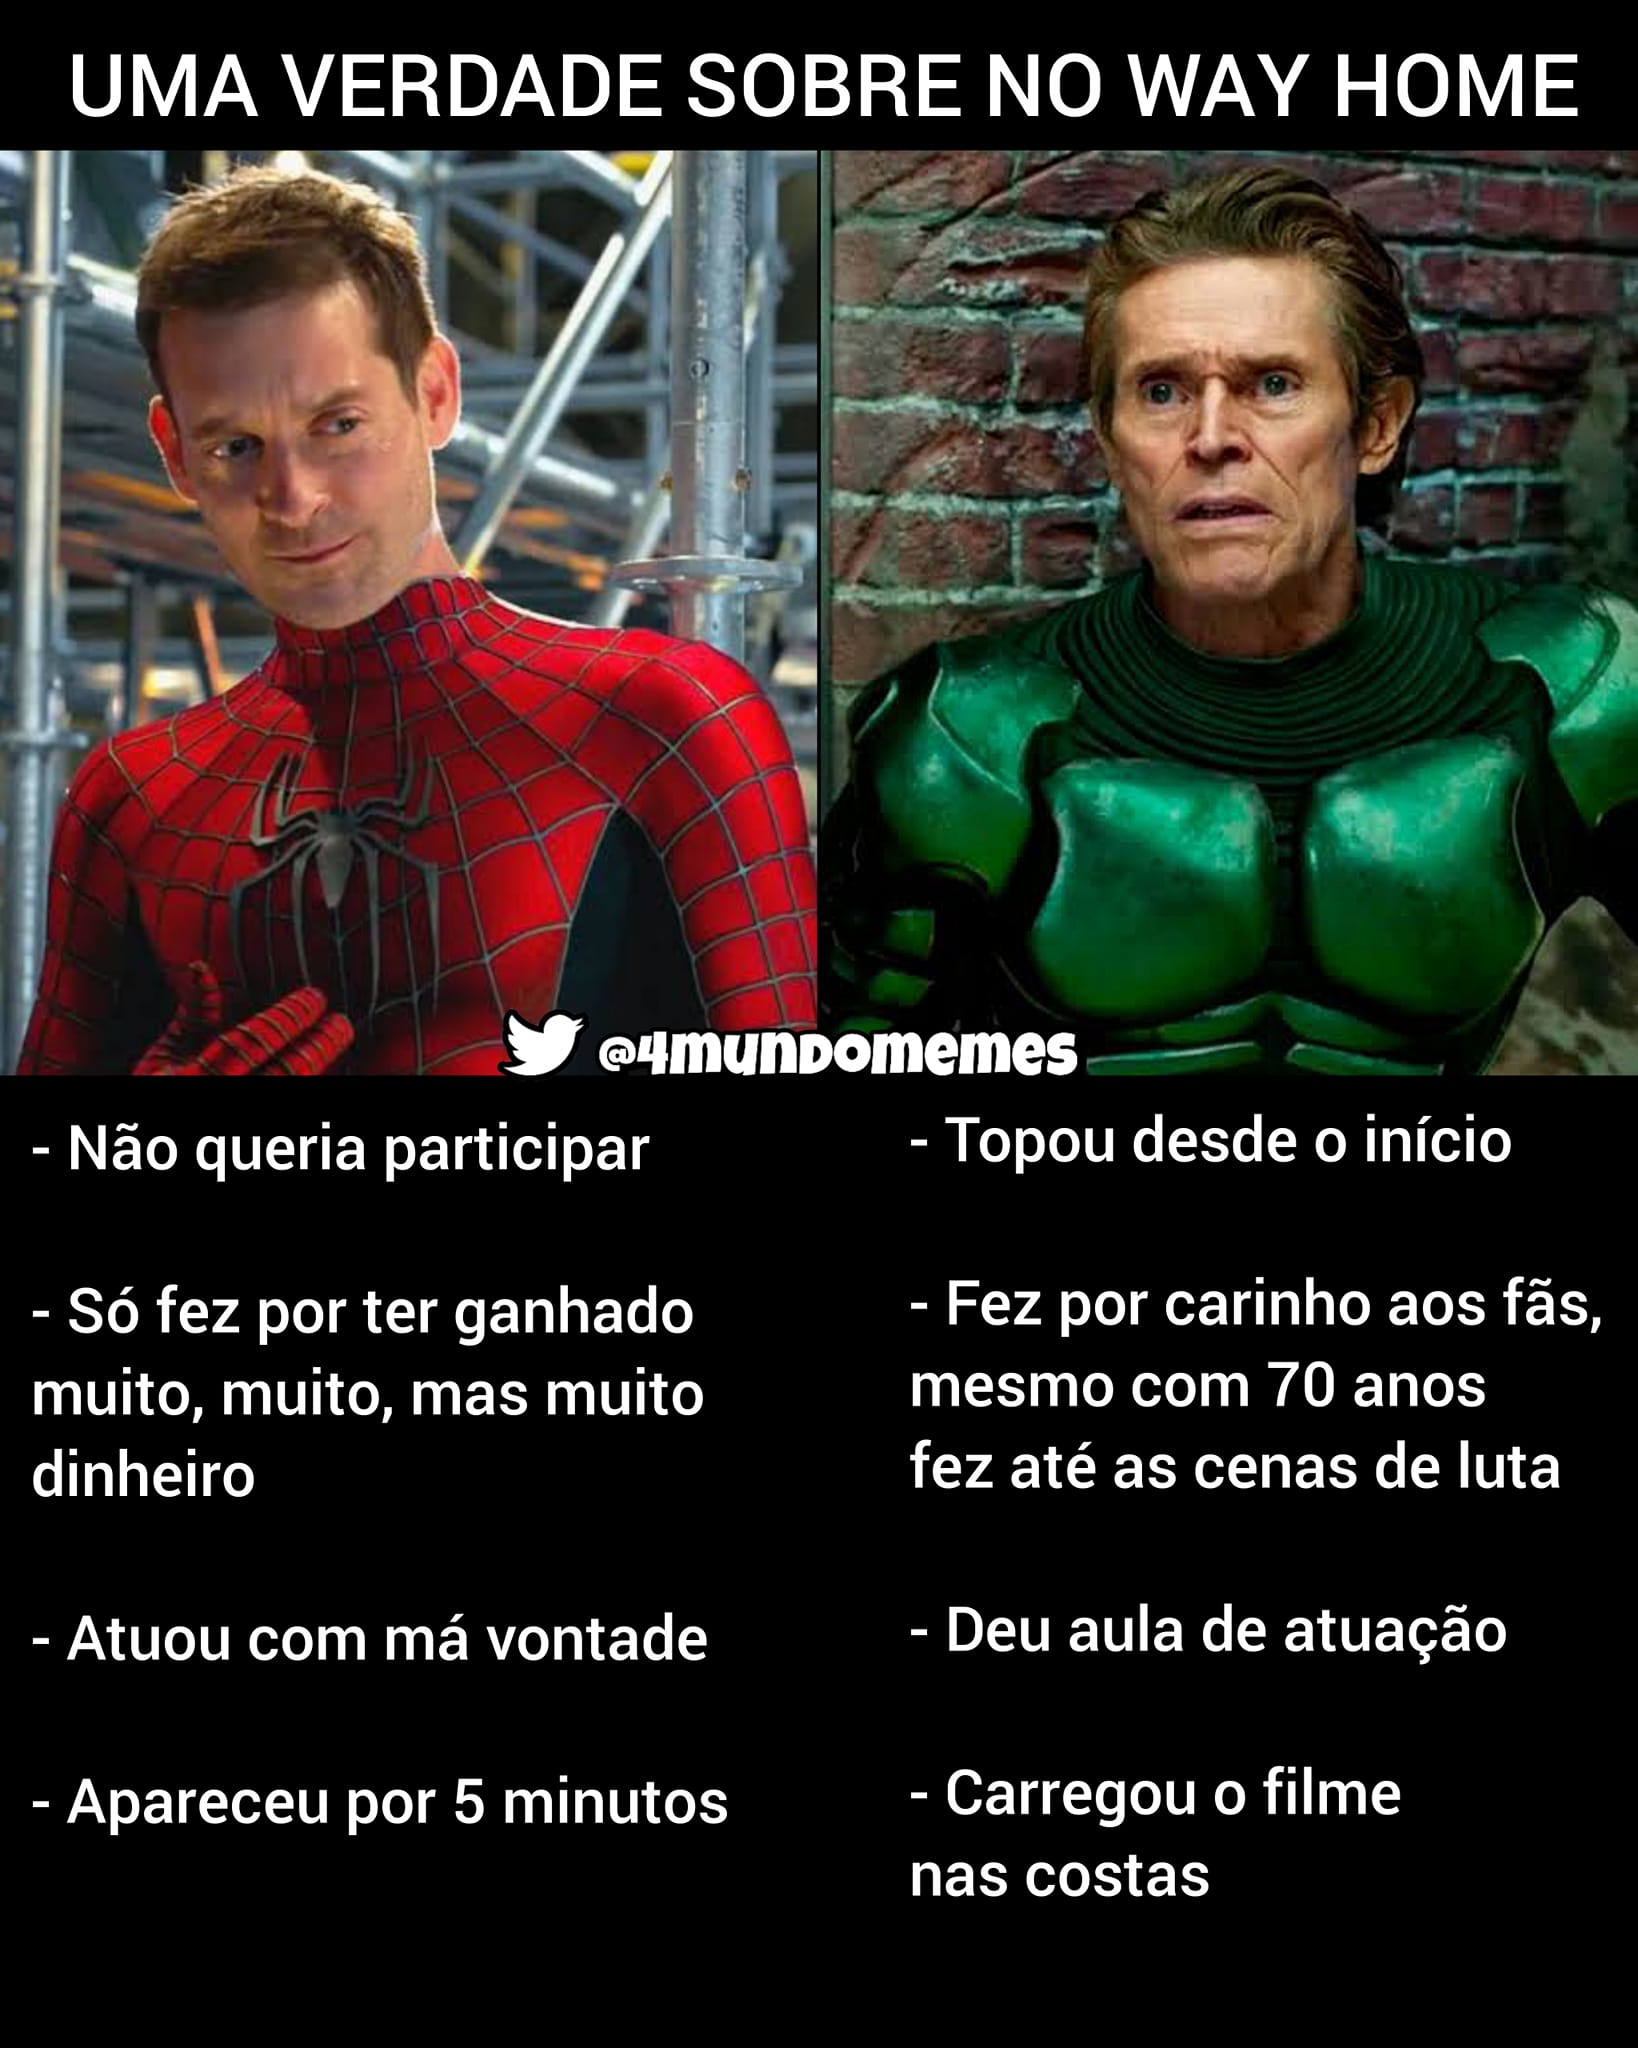 UMA VERDADE SOBRE NO WAY HOME
@4mundomemes
- Não queria participar
- Só fez por ter ganhado
muito, muito, mas muito
dinheiro
- Atuou com má vontade
- Apareceu por 5 minutos
- Topou desde o início
- Fez por carinho aos fãs,
mesmo com 70 anos
fez até as cenas de luta
- Deu aula de atuação
- Carregou o filme
nas costas